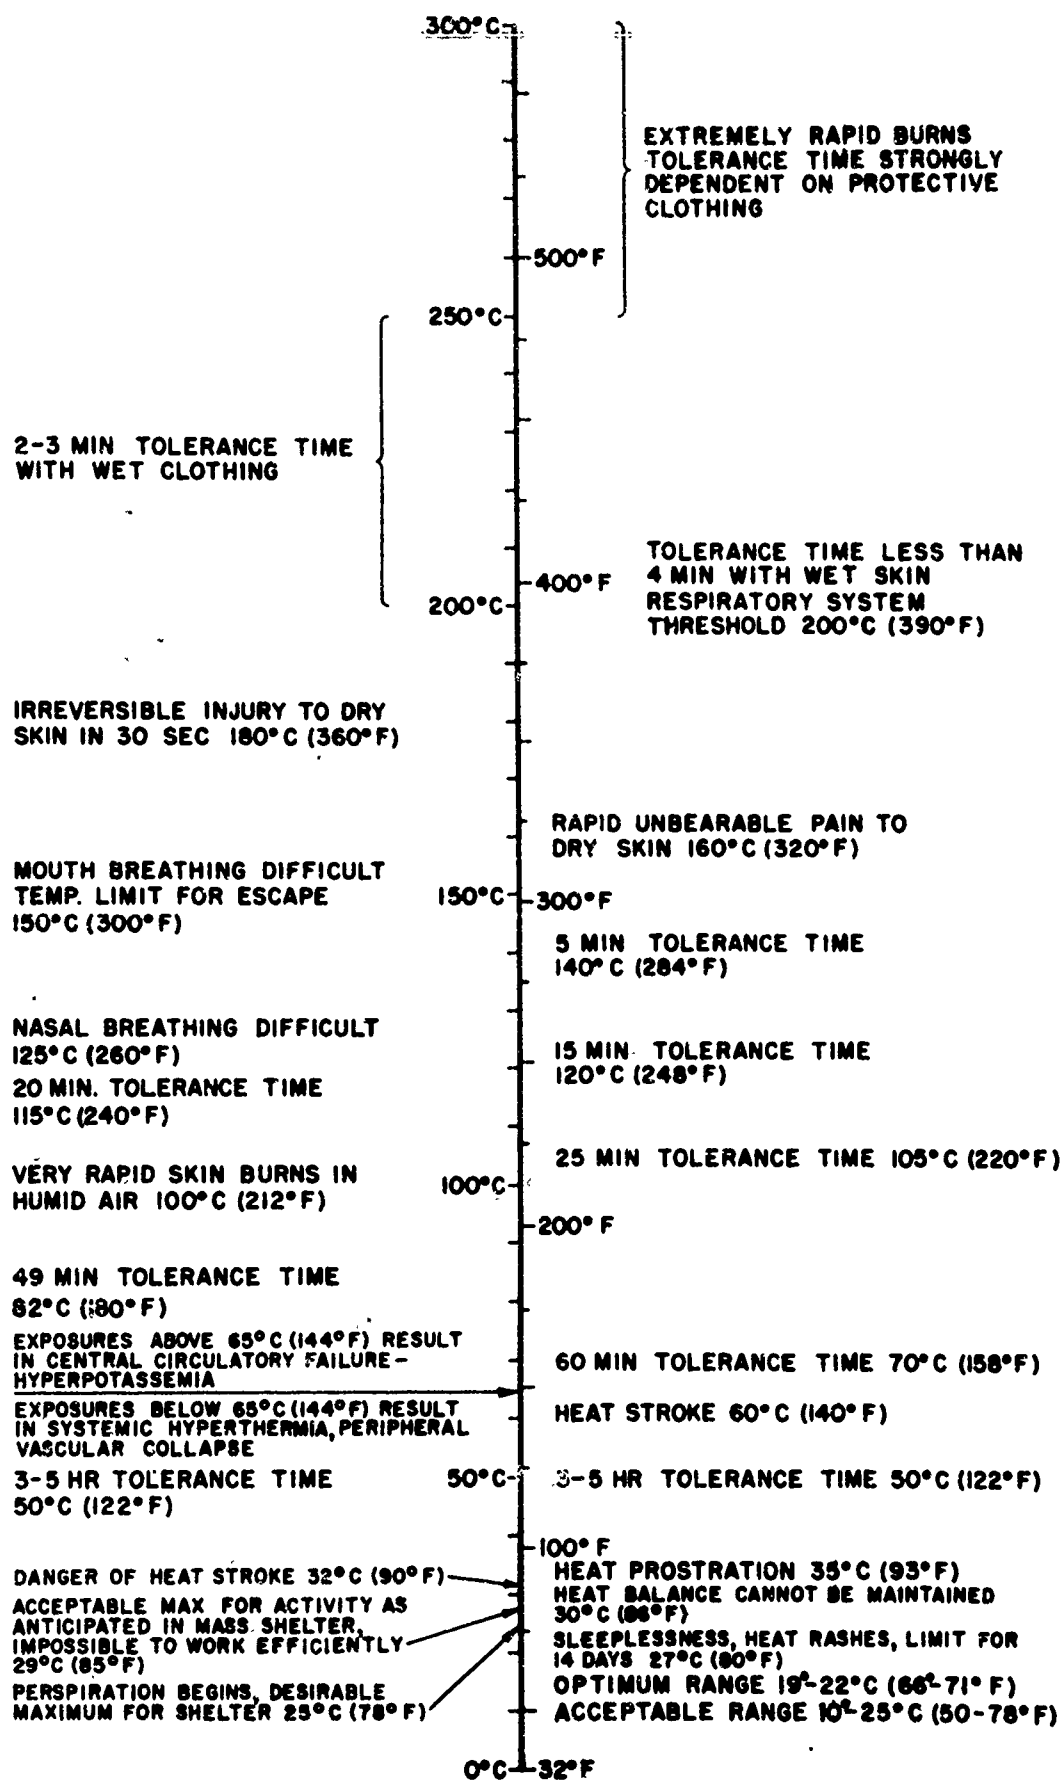 300°C
EXTREMELY RAPID BURNS
TOLERANCE TIME STRONGLY
DEPENDENT ON PROTECTIVE
CLOTHING
500°F
250°C
2-3 MIN TOLERANCE TIME
WITH WET CLOTHING
TOLERANCE TIME LESS THAN
4 MIN WITH WET SKIN
RESPIRATORY SYSTEM
THRESHOLD 200°C (390°F)
400°F
200°C
IRREVERSIBLE INJURY TO DRY
SKIN IN 30 SEC 180°C (360°F)
RAPID UNBEARABLE PAIN TO
DRY SKIN 160°C (320°F)
MOUTH BREATHING DIFFICULT
TEMP. LIMIT FOR ESCAPE
150°C (300°F)
150°C
300°F
5 MIN TOLERANCE TIME
140°C (284°F)
NASAL BREATHING DIFFICULT
125°C (260°F)
15 MIN TOLERANCE TIME
120°C (248°F)
20 MIN. TOLERANCE TIME
115°C (240°F)
25 MIN TOLERANCE TIME 105°C (220°F)
VERY RAPID SKIN BURNS IN
HUMID AIR 100°C (212°F)
100°C
200°F
49 MIN TOLERANCE TIME
82°C (180°F)
EXPOSURES ABOVE 65°C (144°F) RESULT
IN CENTRAL CIRCULATORY FAILURE-
HYPERPOTASSEMIA
60 MIN TOLERANCE TIME 70°C (158°F)
EXPOSURES BELOW 65°C (144°F) RESULT
IN SYSTEMIC HYPERTHERMIA, PERIPHERAL
VASCULAR COLLAPSE
HEAT STROKE 60°C (140°F)
3-5 HR TOLERANCE TIME
50°C (122°F)
50°C
3-5 HR TOLERANCE TIME 50°C (122°F)
100°F
DANGER OF HEAT STROKE 32°C (90°F)
HEAT PROSTRATION 35°C (93°F)
HEAT BALANCE CANNOT BE MAINTAINED
30°C (86°F)
ACCEPTABLE MAX FOR ACTIVITY AS
ANTICIPATED IN MASS SHELTER,
IMPOSSIBLE TO WORK EFFICIENTLY
29°C (85°F)
SLEEPLESSNESS, HEAT RASHES, LIMIT FOR
14 DAYS 27°C (80°F)
PERSPIRATION BEGINS, DESIRABLE
MAXIMUM FOR SHELTER 25°C (78°F)
OPTIMUM RANGE 19°-22°C (66°-71°F)
ACCEPTABLE RANGE 10°-25°C (50-78°F)
0°C
32°F